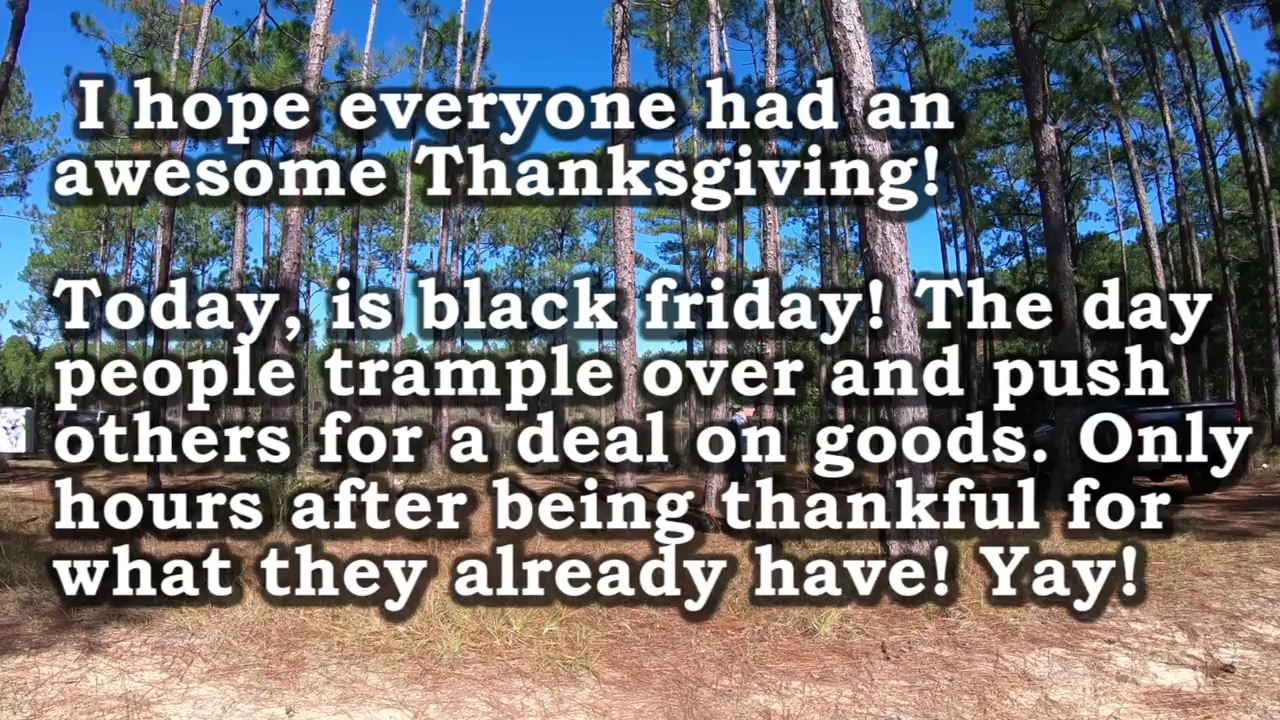 I hope everyone had an
awesome Thanksgiving!
Today, is black friday! The day
people trample over and push
others for a deal on goods. Only
hours after being thankful for
what they already have! Yay!